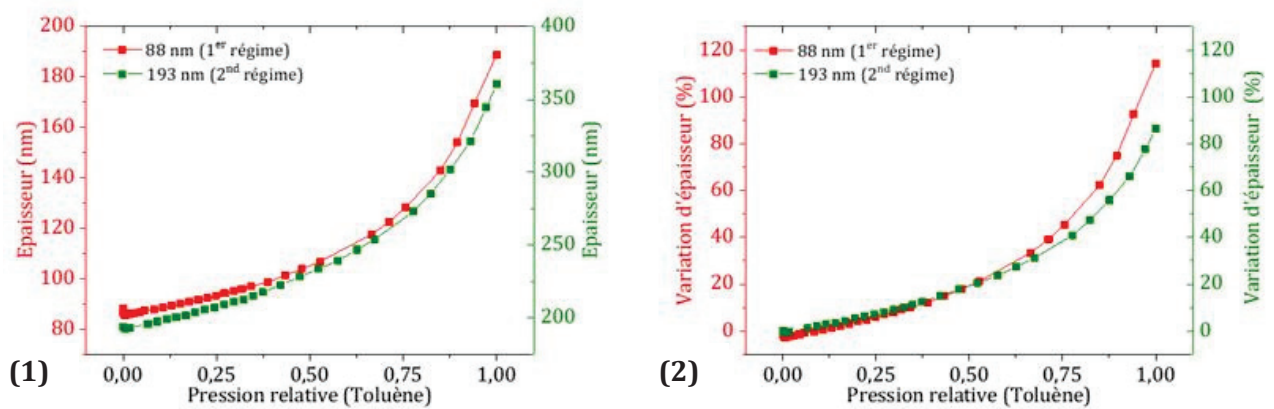 200
180
160
140
120
100
80
Epaisseur (nm)
88 nm (1er régime)
193 nm (2nd régime)
400
350
300
250
200
Epaisseur (nm)
0,00 0,25 0,50 0,75 1,00
Pression relative (Toluène)
(1)
120
100
80
60
40
20
0
Variation d'épaisseur (%)
88 nm (1er régime)
193 nm (2nd régime)
120
100
80
60
40
20
0
Variation d'épaisseur (%)
0,00 0,25 0,50 0,75 1,00
Pression relative (Toluène)
(2)